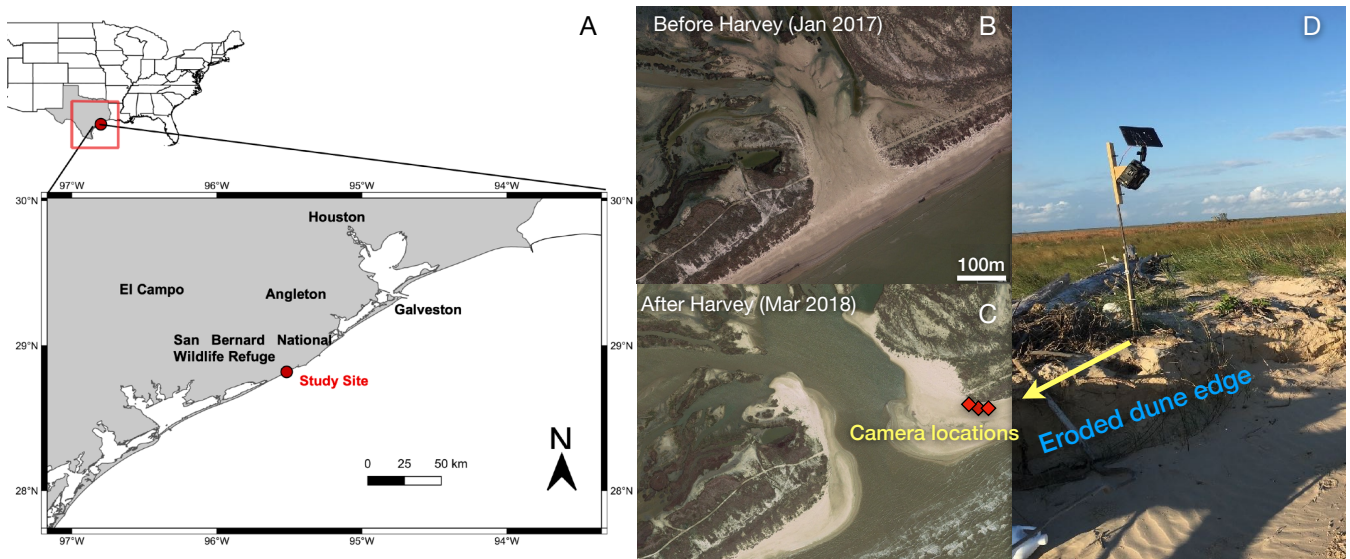 A
97°W 96°W 95°W 94°W
30°N 30°N
Houston
El Campo
Angleton
Galveston
San Bernard National
Wildlife Refuge
29°N 29°N
Study Site
N
0 25 50 km
28°N 28°N
97°W 96°W 95°W 94°W
Before Harvey (Jan 2017) B
100m
After Harvey (Mar 2018) C
Camera locations
D
Eroded dune edge